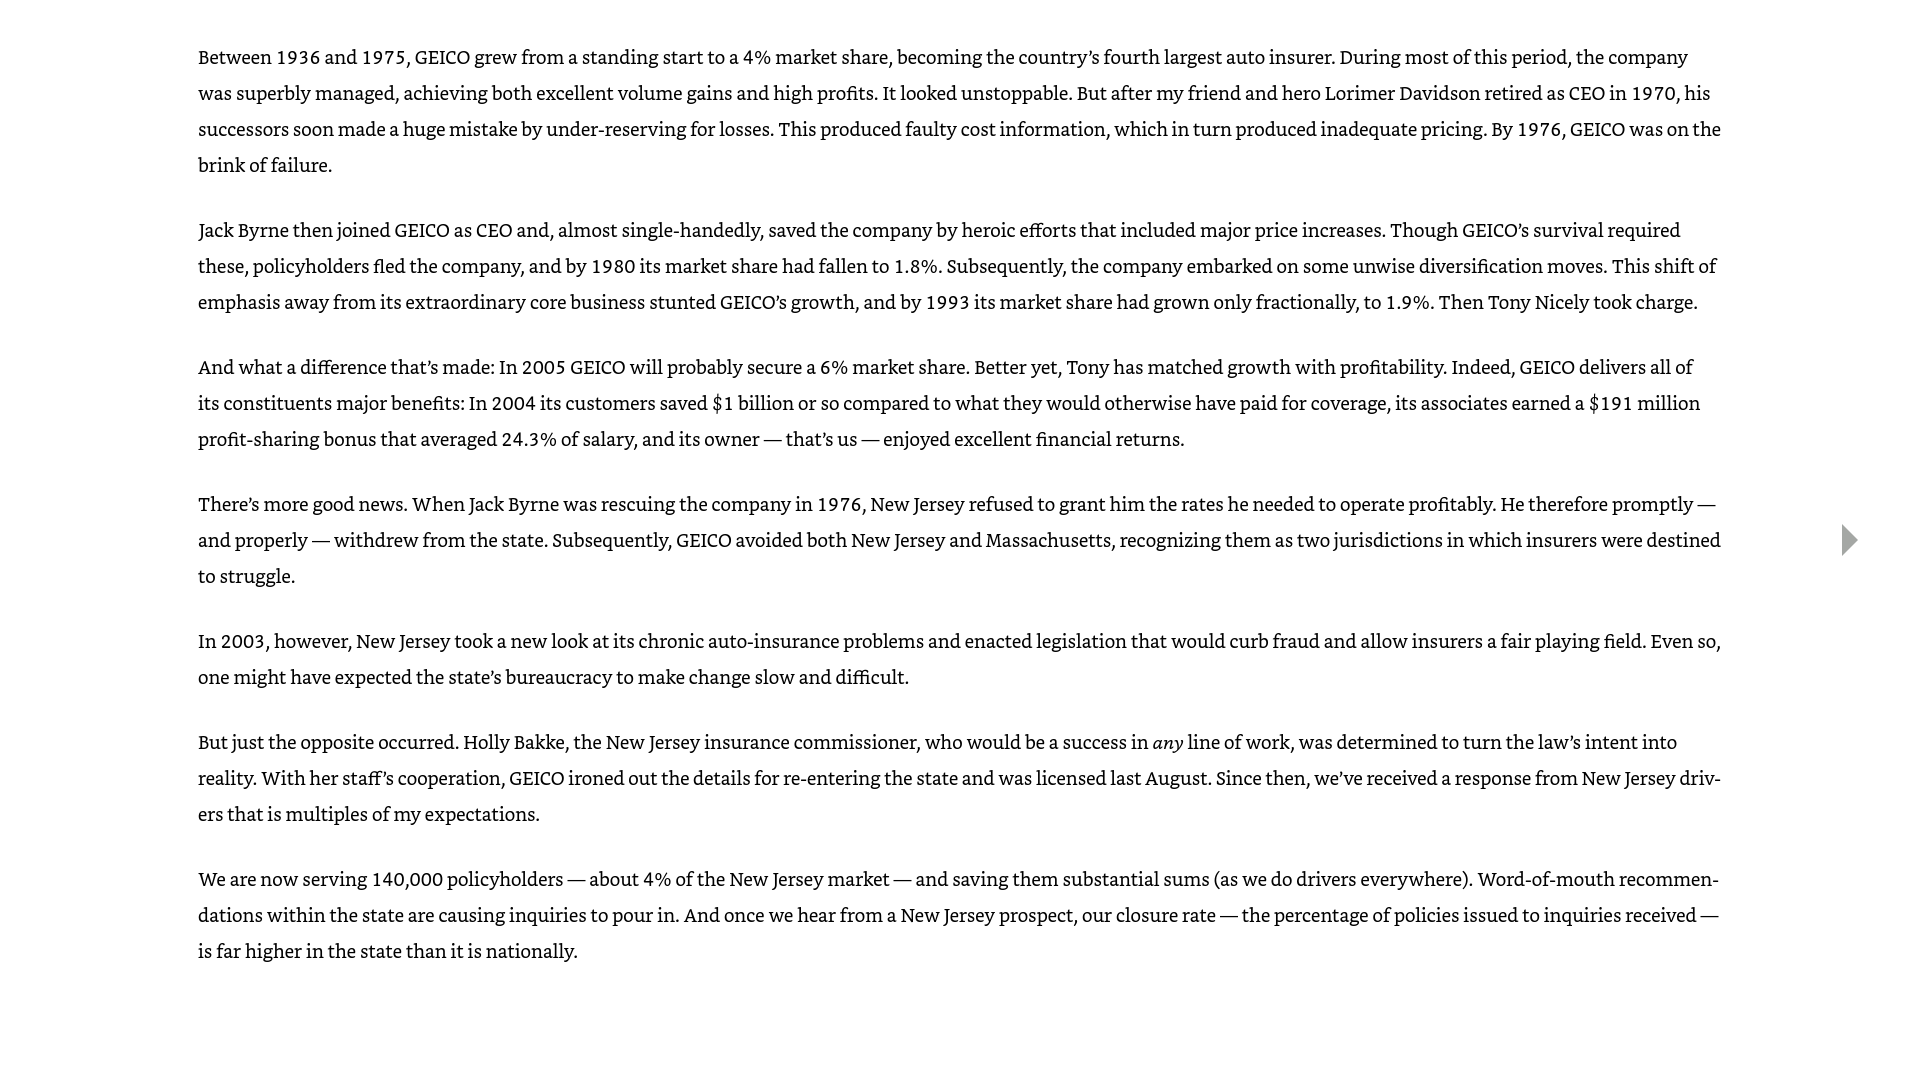 Between 1936 and 1975, GEICO grew from a standing start to a 4% market share, becoming the country’s fourth largest auto insurer. During most of this period, the company
was superbly managed, achieving both excellent volume gains and high profits. It looked unstoppable. But after my friend and hero Lorimer Davidson retired as CEO in 1970, his
successors soon made a huge mistake by under-reserving for losses. This produced faulty cost information, which in turn produced inadequate pricing. By 1976, GEICO was on the
brink of failure.
Jack Byrne then joined GEICO as CEO and, almost single-handedly, saved the company by heroic efforts that included major price increases. Though GEICO’s survival required
these, policyholders fled the company, and by 1980 its market share had fallen to 1.8%. Subsequently, the company embarked on some unwise diversification moves. This shift of
emphasis away from its extraordinary core business stunted GEICO’s growth, and by 1993 its market share had grown only fractionally, to 1.9%. Then Tony Nicely took charge.
And what a difference that’s made: In 2005 GEICO will probably secure a 6% market share. Better yet, Tony has matched growth with profitability. Indeed, GEICO delivers all of
its constituents major benefits: In 2004 its customers saved $1 billion or so compared to what they would otherwise have paid for coverage, its associates earned a $191 million
profit-sharing bonus that averaged 24.3% of salary, and its owner — that’s us — enjoyed excellent financial returns.
There’s more good news. When Jack Byrne was rescuing the company in 1976, New Jersey refused to grant him the rates he needed to operate profitably. He therefore promptly —
and properly — withdrew from the state. Subsequently, GEICO avoided both New Jersey and Massachusetts, recognizing them as two jurisdictions in which insurers were destined
to struggle.
In 2003, however, New Jersey took a new look at its chronic auto-insurance problems and enacted legislation that would curb fraud and allow insurers a fair playing field. Even so,
one might have expected the state’s bureaucracy to make change slow and difficult.
But just the opposite occurred. Holly Bakke, the New Jersey insurance commissioner, who would be a success in any line of work, was determined to turn the law’s intent into
reality. With her staff’s cooperation, GEICO ironed out the details for re-entering the state and was licensed last August. Since then, we’ve received a response from New Jersey driv-
ers that is multiples of my expectations.
We are now serving 140,000 policyholders — about 4% of the New Jersey market — and saving them substantial sums (as we do drivers everywhere). Word-of-mouth recommen-
dations within the state are causing inquiries to pour in. And once we hear from a New Jersey prospect, our closure rate — the percentage of policies issued to inquiries received —
is far higher in the state than it is nationally.